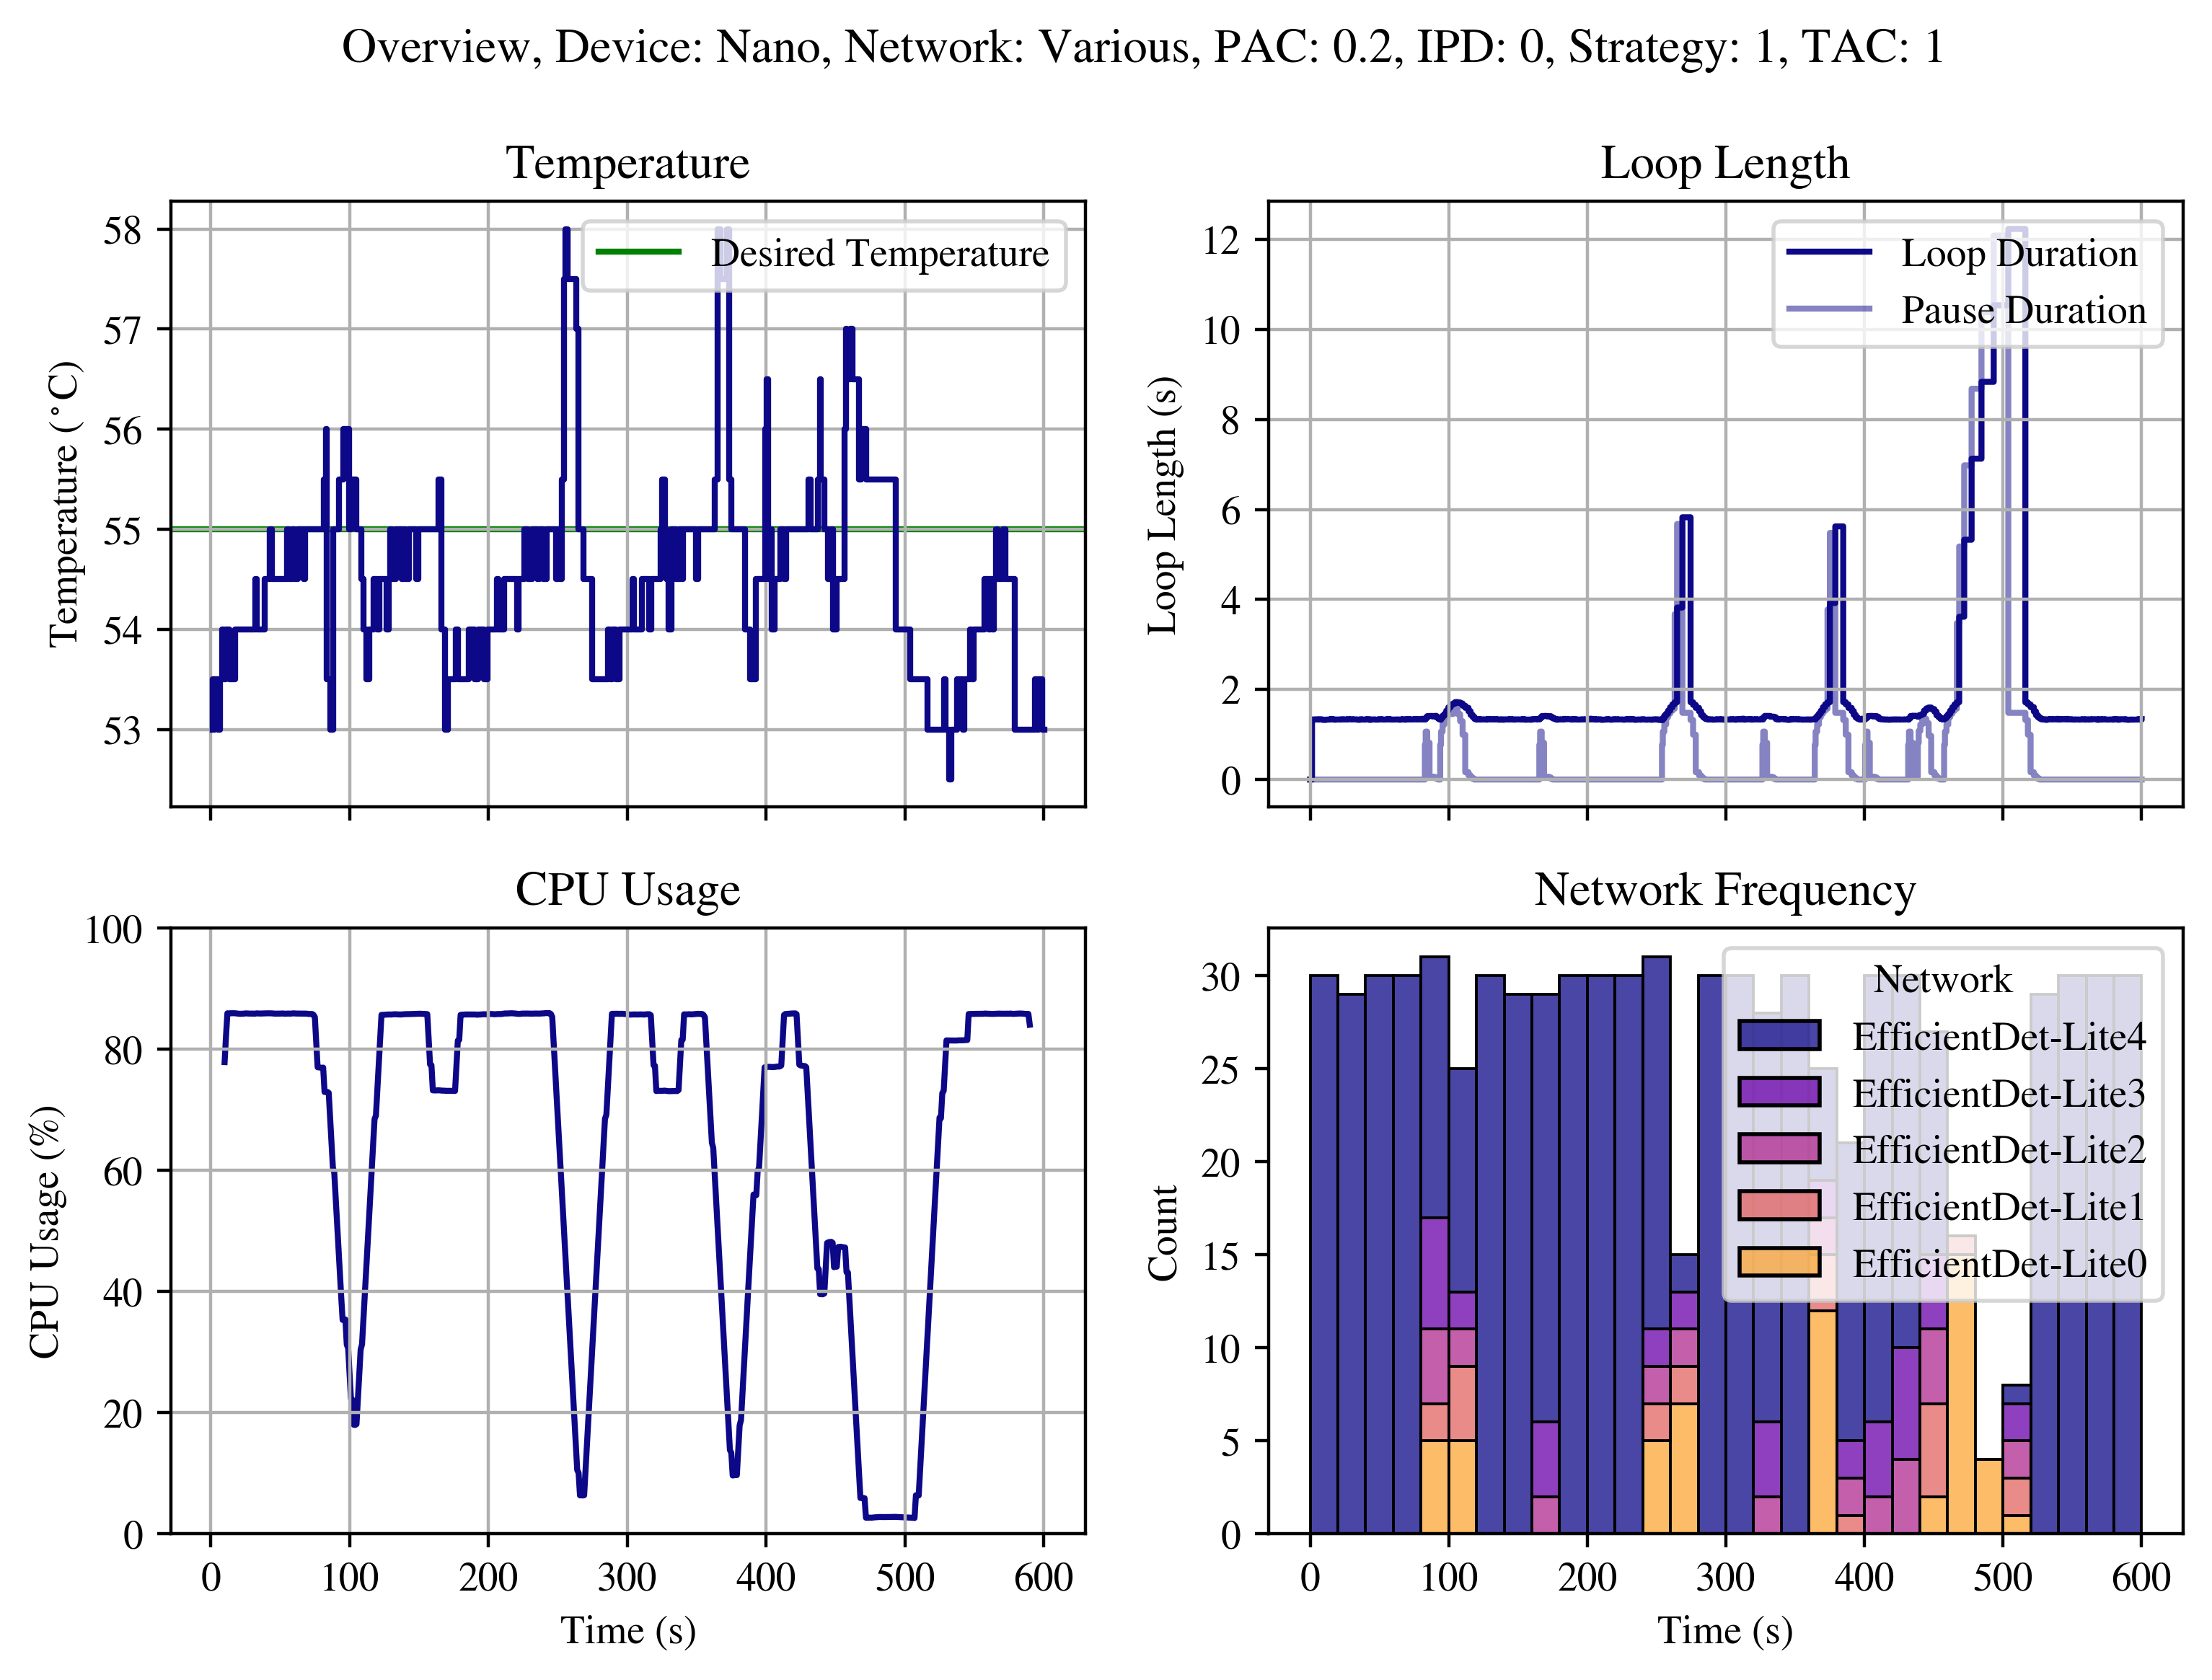 Overview, Device: Nano, Network: Various, PAC: 0.2, IPD: 0, Strategy: 1, TAC: 1
Temperature
58
57
56
55
54
53
Temperature (°C)
Desired Temperature
Loop Length
12
10
8
6
4
2
0
Loop Length (s)
Loop Duration
Pause Duration
CPU Usage
100
80
60
40
20
0
CPU Usage (%)
0 100 200 300 400 500 600
Time (s)
Network Frequency
30
25
20
15
10
5
0
Count
Network
EfficientDet-Lite4
EfficientDet-Lite3
EfficientDet-Lite2
EfficientDet-Lite1
EfficientDet-Lite0
0 100 200 300 400 500 600
Time (s)